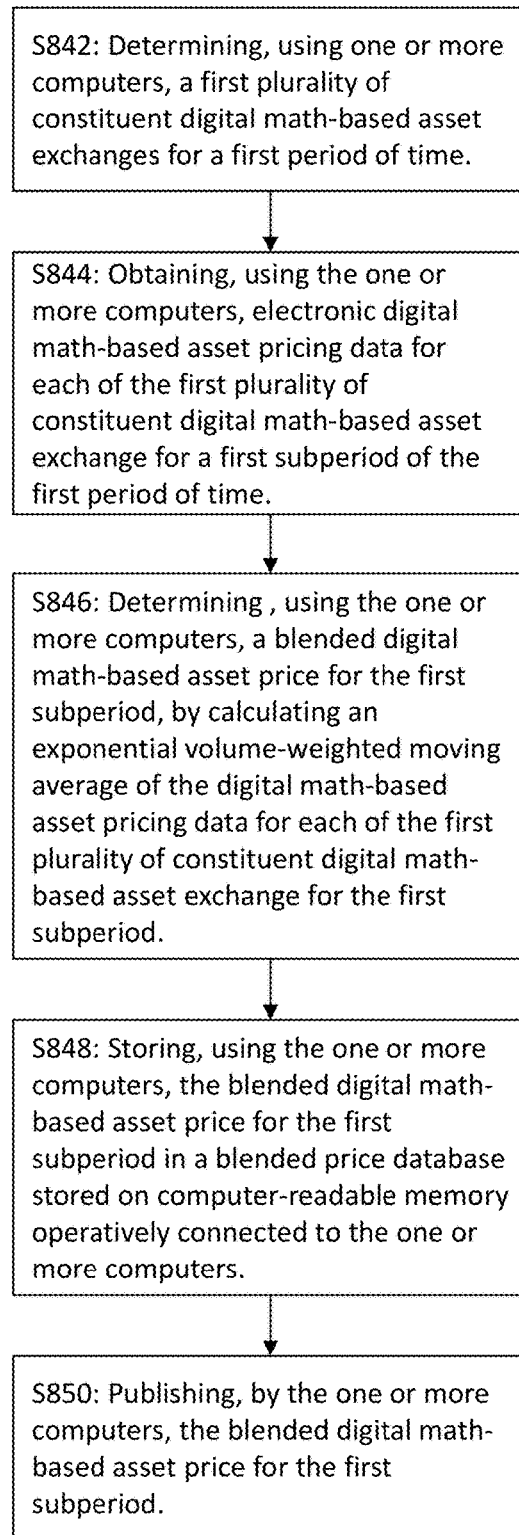 S842: Determining, using one or
more computers, a first plurality of
constituent digital math-based asset
exchanges for a first period of time.
S844: Obtaining, using the one or
more computers, electronic digital
math-based asset pricing data for
each of the first plurality of
constituent digital math-based asset
exchange for a first subperiod of the
first period of time.
S846: Determining , using the one or
more computers, a blended digital
math-based asset price for the first
subperiod, by calculating an
exponential volume-weighted moving
average of the digital math-based
asset pricing data for each of the first
plurality of constituent digital math-
based asset exchange for the first
subperiod.
S848: Storing, using the one or more
computers, the blended digital math-
based asset price for the first
subperiod in a blended price database
stored on computer-readable memory
operatively connected to the one or
more computers.
S850: Publishing, by the one or more
computers, the blended digital math-
based asset price for the first
subperiod.